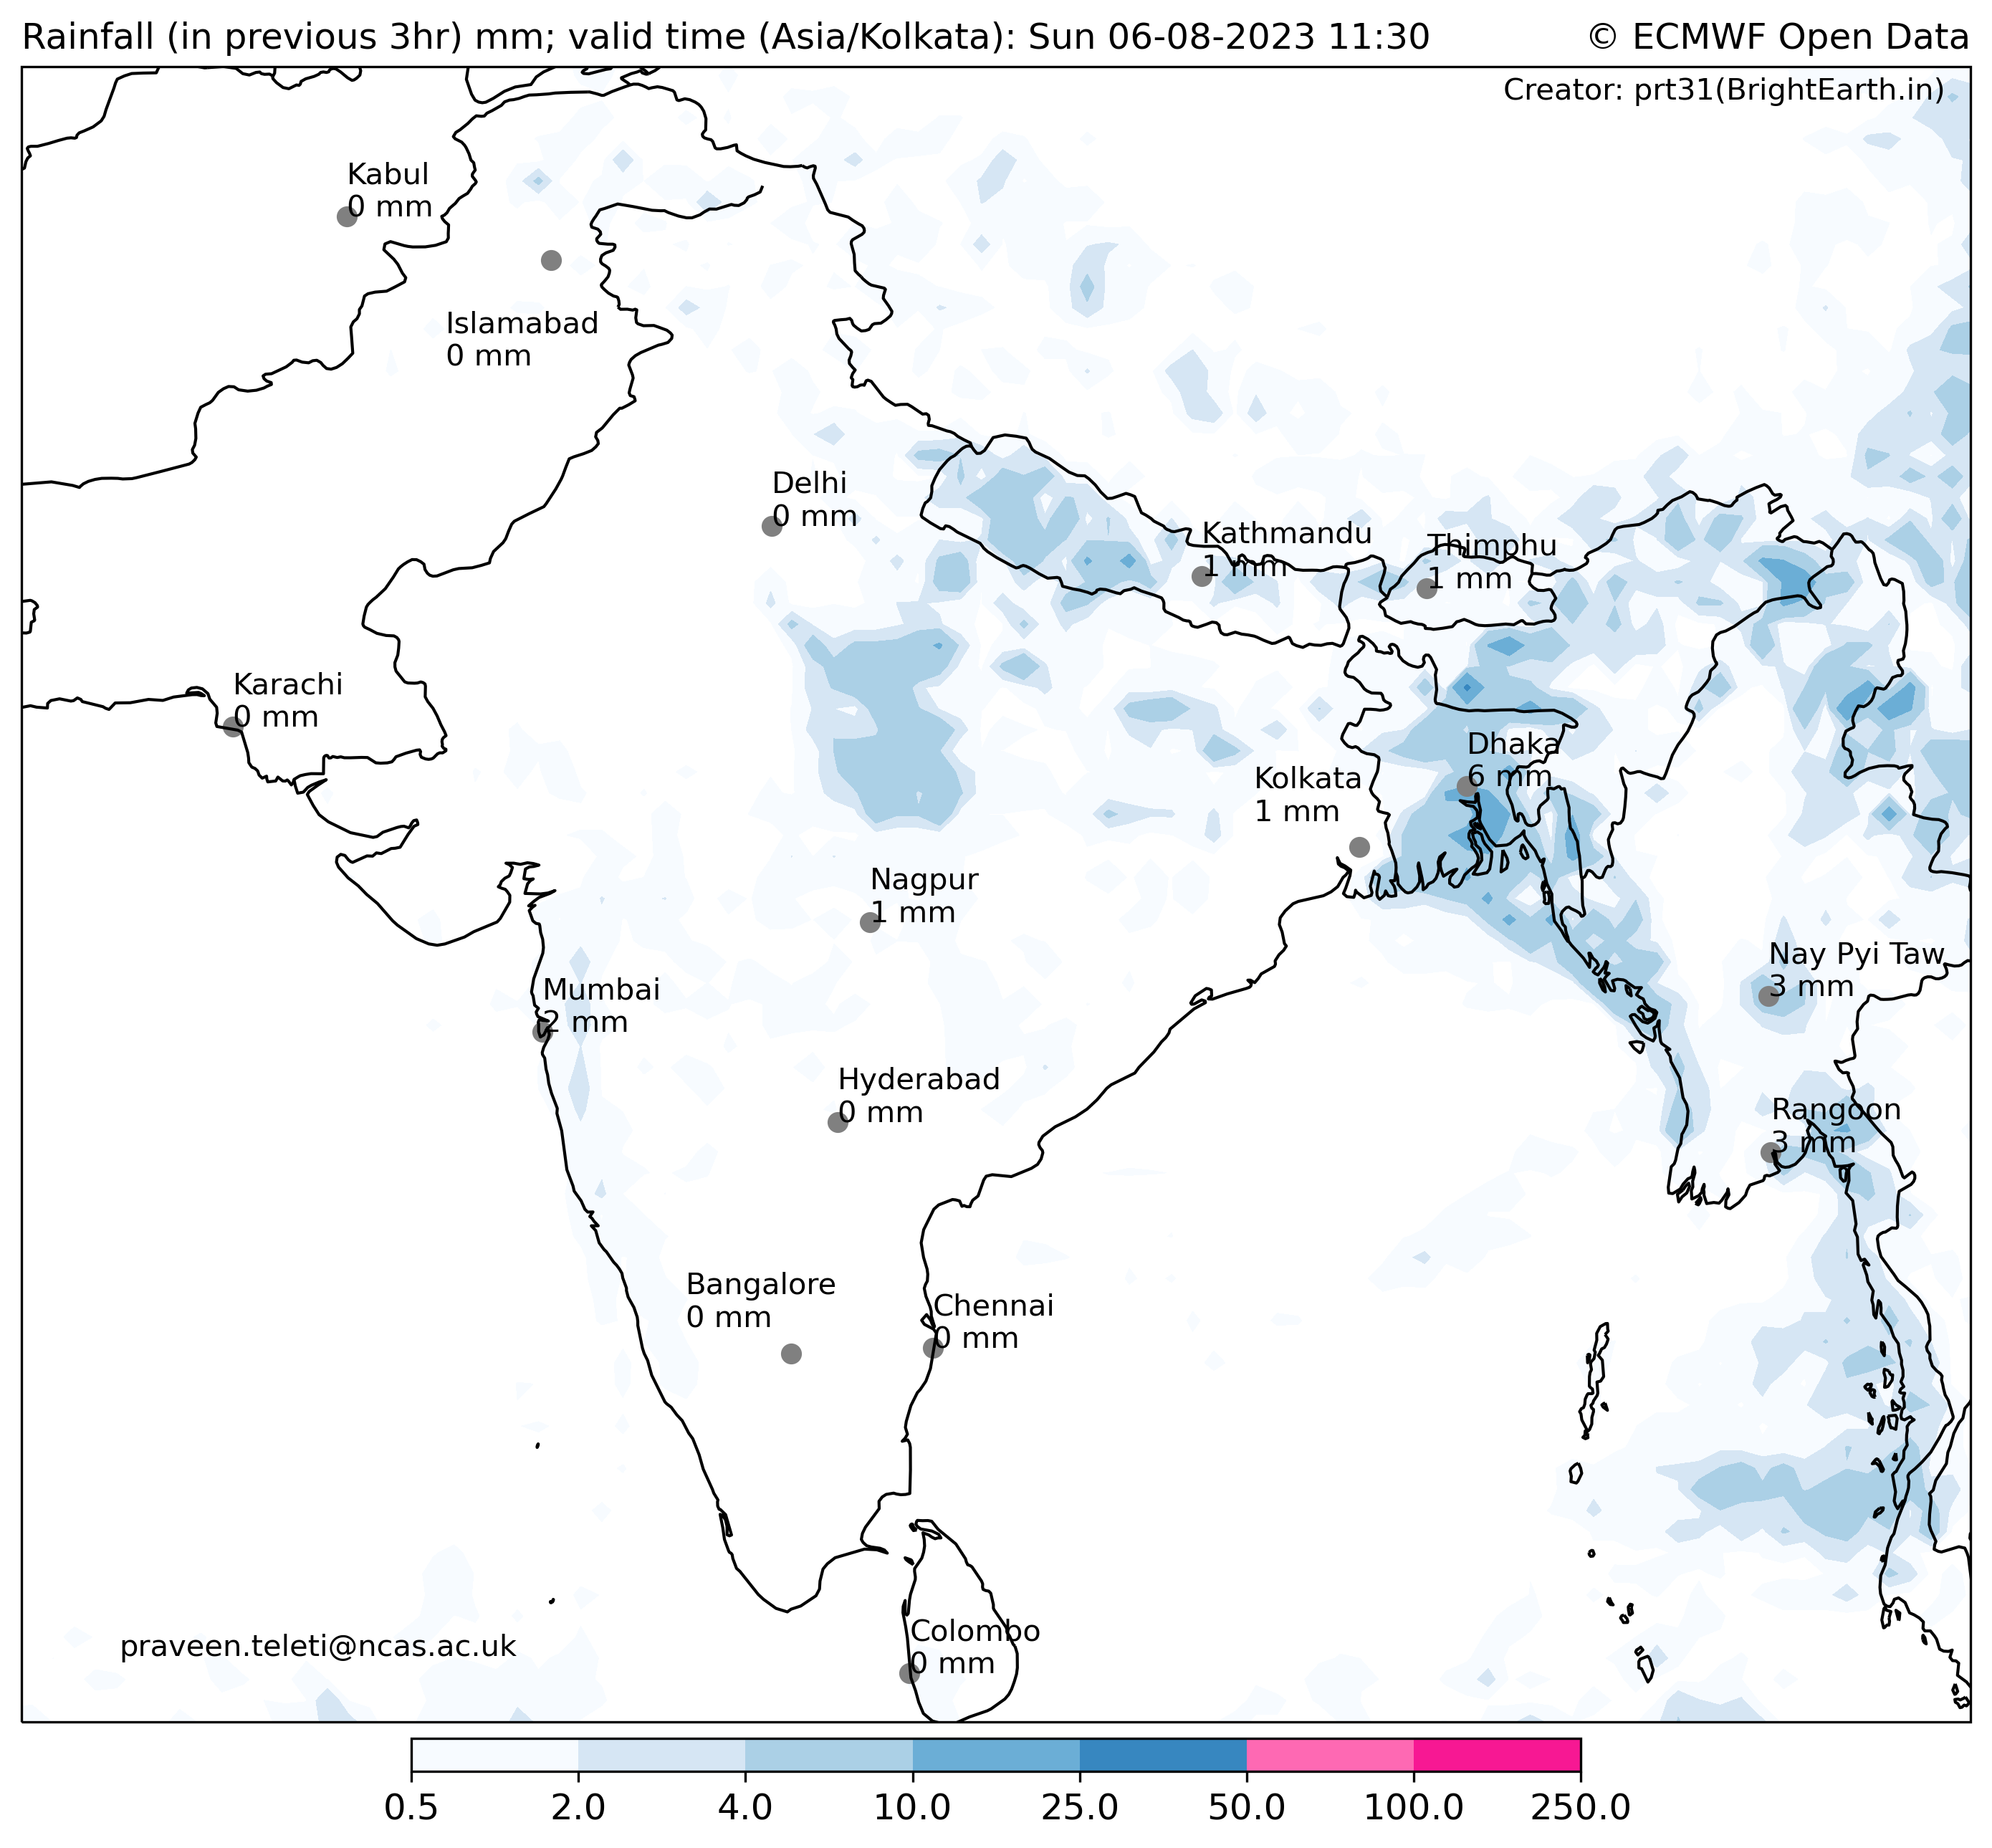 Rainfall (in previous 3hr) mm; valid time (Asia/Kolkata): Sun 06-08-2023 11:30
© ECMWF Open Data
Creator: prt31(BrightEarth.in)
Kabul
0 mm
Islamabad
0 mm
Delhi
0 mm
Kathmandu
1 mm
Thimphu
1 mm
Karachi
0 mm
Dhaka
6 mm
Kolkata
1 mm
Nagpur
1 mm
Nay Pyi Taw
3 mm
Mumbai
2 mm
Hyderabad
0 mm
Rangoon
3 mm
Bangalore
0 mm
Chennai
0 mm
Colombo
0 mm
praveen.teleti@ncas.ac.uk
0.5 2.0 4.0 10.0 25.0 50.0 100.0 250.0